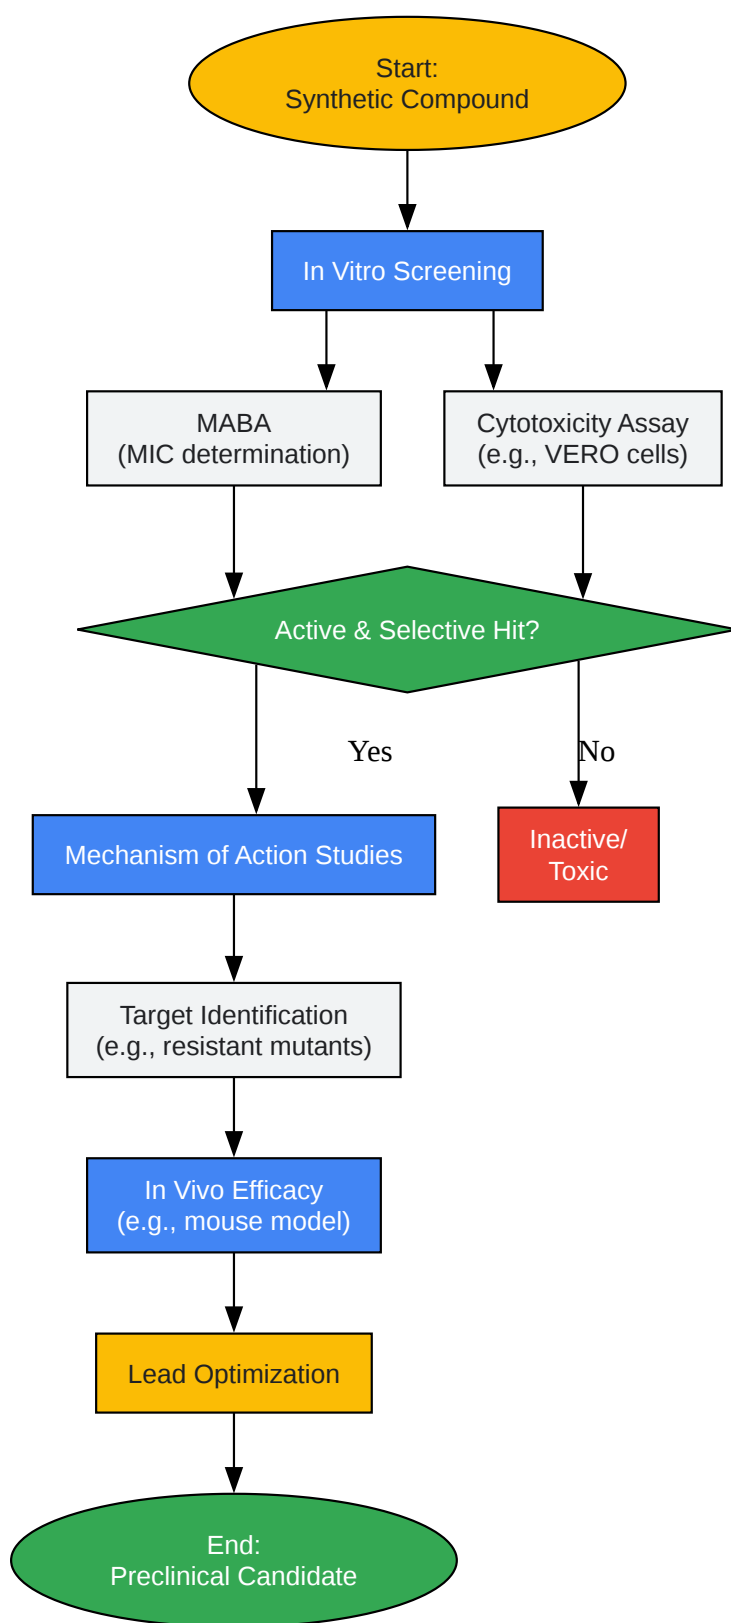 Start:
Synthetic Compound
In Vitro Screening
MABA
(MIC determination)
Cytotoxicity Assay
(e.g., VERO cells)
Active & Selective Hit?
Yes
No
Mechanism of Action Studies
Inactive/
Toxic
Target Identification
(e.g., resistant mutants)
In Vivo Efficacy
(e.g., mouse model)
Lead Optimization
End:
Preclinical Candidate